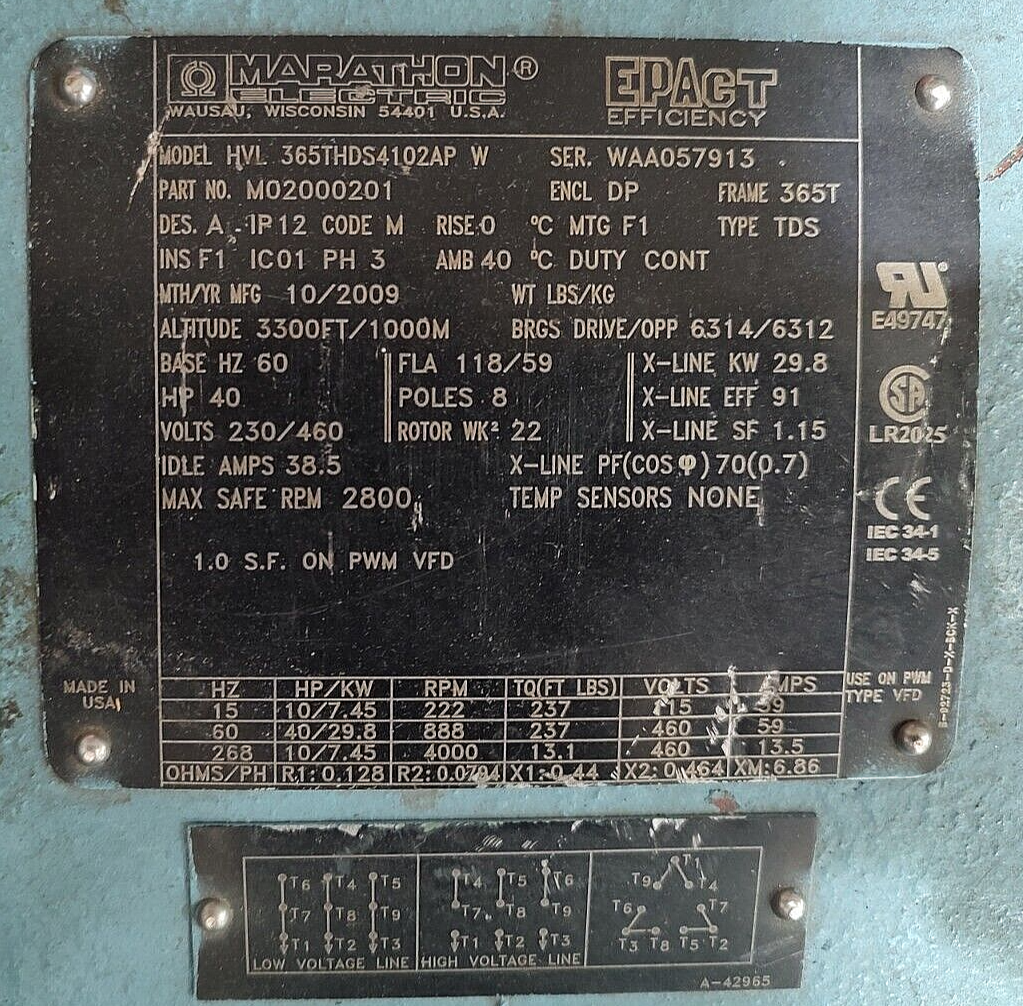 MARATHON ®
ELECTRIC
WAUSAU, WISCONSIN 54401 U.S.A.
EPACT
EFFICIENCY
MODEL HVL 365THDS4102AP W SER. WAA057913
PART NO. M02000201 ENCL DP FRAME 365T
DES. A IP12 CODE M RISE 0 °C MTG F1 TYPE TDS
INS F1 IC01 PH 3 AMB 40 °C DUTY CONT
MTH/YR MFG 10/2009 WT LBS/KG
ALTITUDE 3300FT/1000M BRGS DRIVE/OPP 6314/6312
BASE HZ 60 FLA 118/59 X-LINE KW 29.8
HP 40 POLES 8 X-LINE EFF 91
VOLTS 230/460 ROTOR WK² 22 X-LINE SF 1.15
IDLE AMPS 38.5 X-LINE PF(COS φ)70(0.7)
MAX SAFE RPM 2800 TEMP SENSORS NONE
1.0 S.F. ON PWM VFD
RU®
E49747
SA
LR2025
CE
IEC 34-1
IEC 34-5
MADE IN
USA
HZ HP/KW RPM TQ(FT LBS) VOLTS AMPS
15 10/7.45 222 237 115 59
60 40/29.8 888 237 460 59
268 10/7.45 4000 13.1 460 13.5
OHMS/PH R1: 0.128 R2: 0.0794 X1: 0.44 X2: 0.464 XM: 6.86
USE ON PWM
TYPE VFD
T6 T4 T5 T4 T5 T6 T1
T9 T4
T7 T8 T9 T7 T8 T9 T6 T7
T1 T2 T3 T1 T2 T3 T3 T8 T5 T2
LOW VOLTAGE LINE HIGH VOLTAGE LINE
A-42965